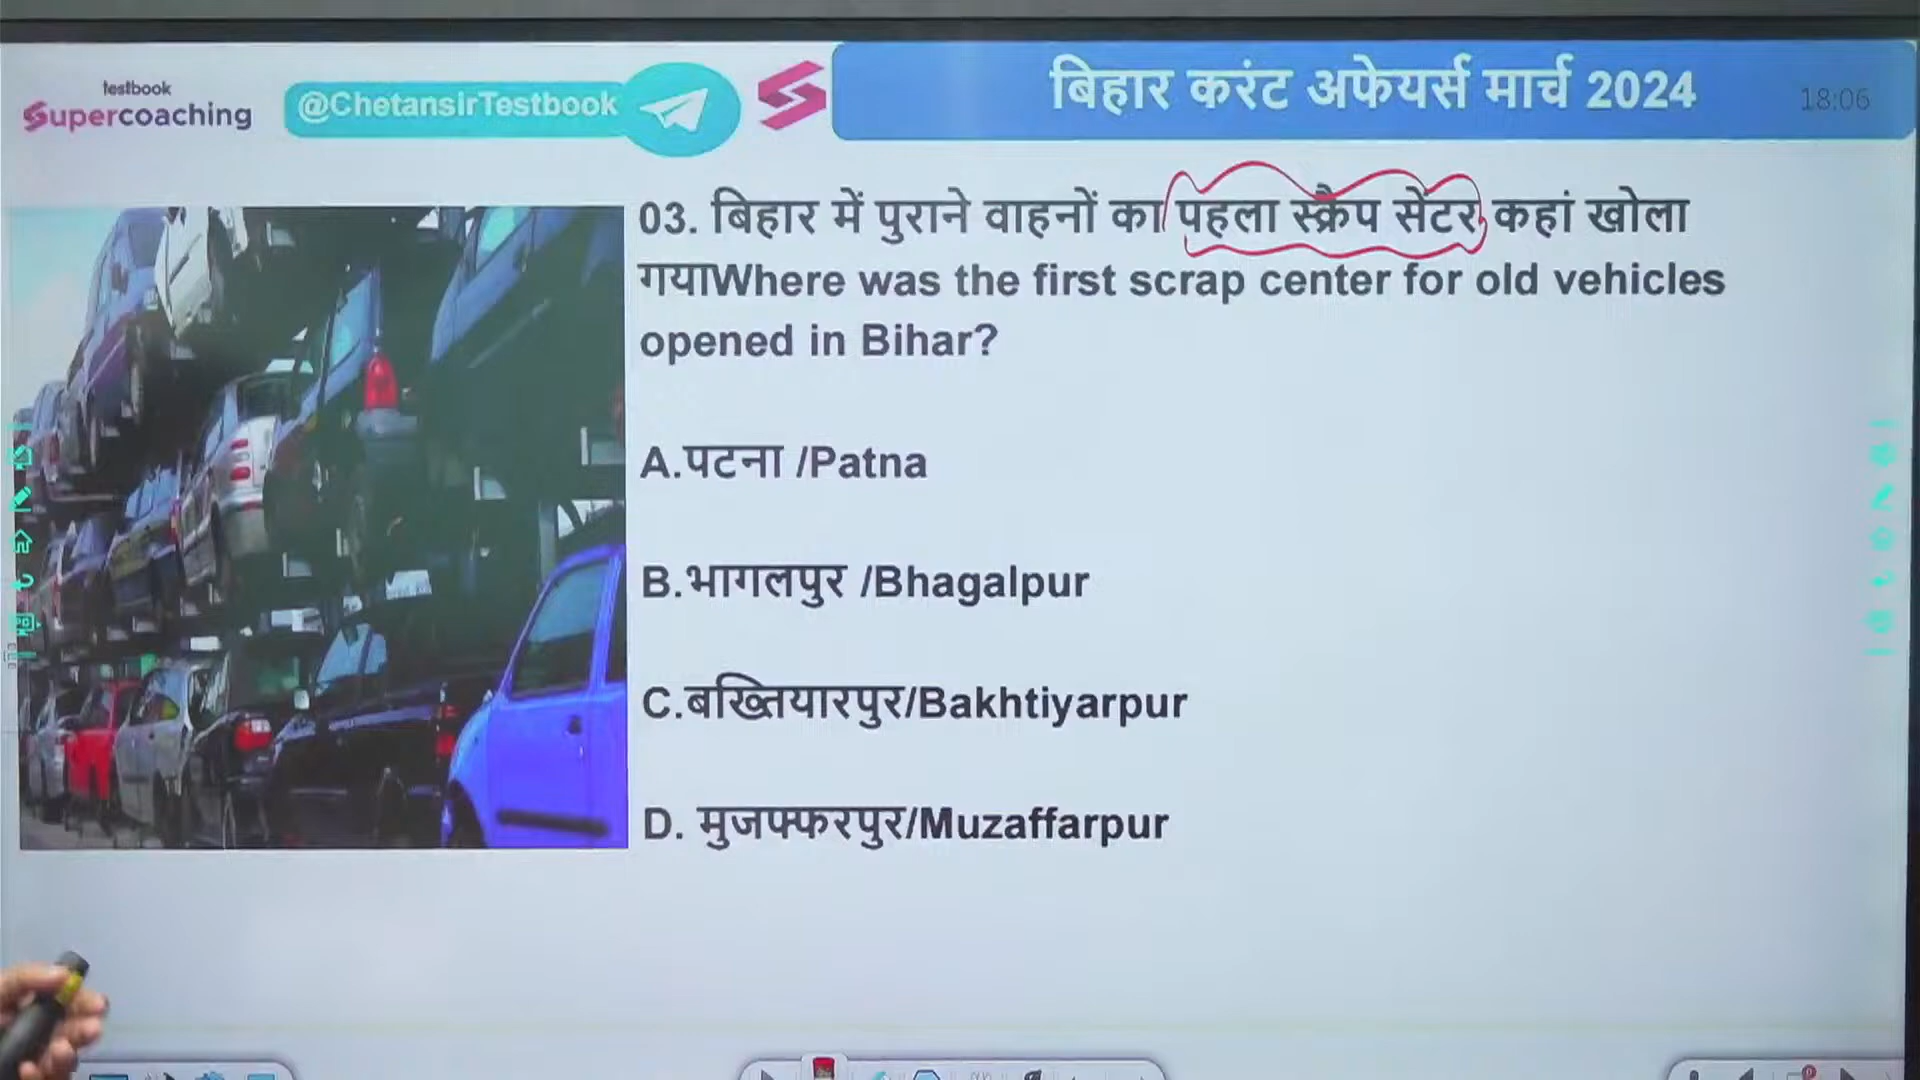 testbook
Supercoaching
@ChetansirTestbook
बिहार करंट अफेयर्स मार्च 2024
18:06
03. बिहार में पुराने वाहनों का पहला स्क्रैप सेंटर कहां खोला
गयाWhere was the first scrap center for old vehicles
opened in Bihar?
A.पटना /Patna
B.भागलपुर /Bhagalpur
C.बख्तियारपुर/Bakhtiyarpur
D. मुजफ्फरपुर/Muzaffarpur